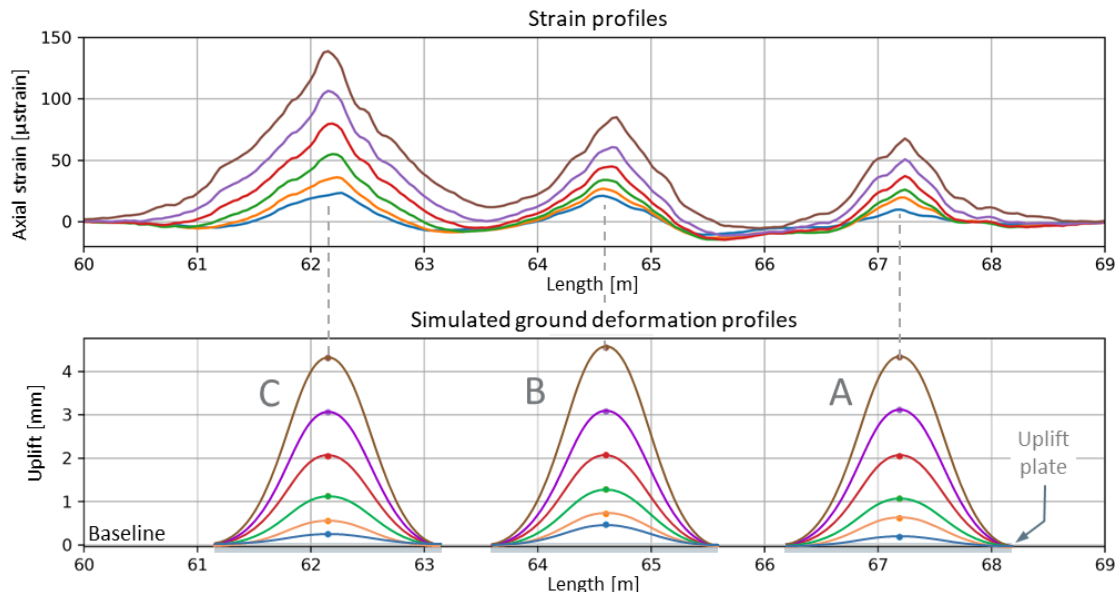 Strain profiles
150
100
50
0
Axial strain [µstrain]
60 61 62 63 64 65 66 67 68 69
Length [m]
Simulated ground deformation profiles
4
3
2
1
0
Uplift [mm]
C B A
Uplift
plate
Baseline
60 61 62 63 64 65 66 67 68 69
Length [m]